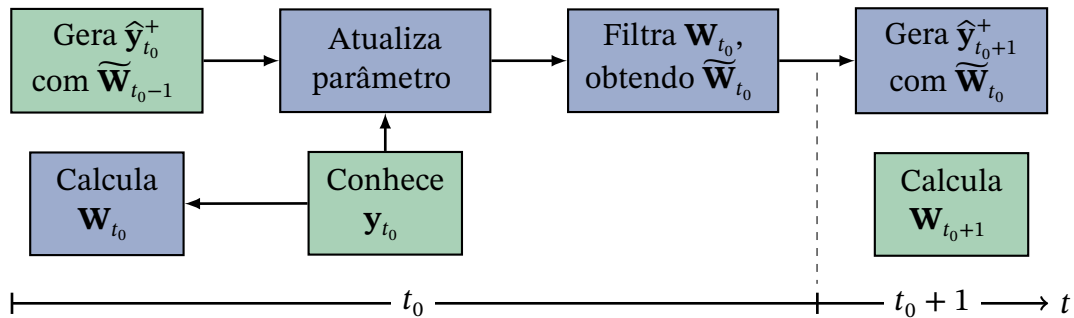 Gera ŷ⁺_{t₀}
com W̃_{t₀−1}
Atualiza
parâmetro
Filtra W_{t₀},
obtendo W̃_{t₀}
Gera ŷ⁺_{t₀+1}
com W̃_{t₀}
Calcula
W_{t₀}
Conhece
y_{t₀}
Calcula
W_{t₀+1}
t₀
t₀ + 1
t